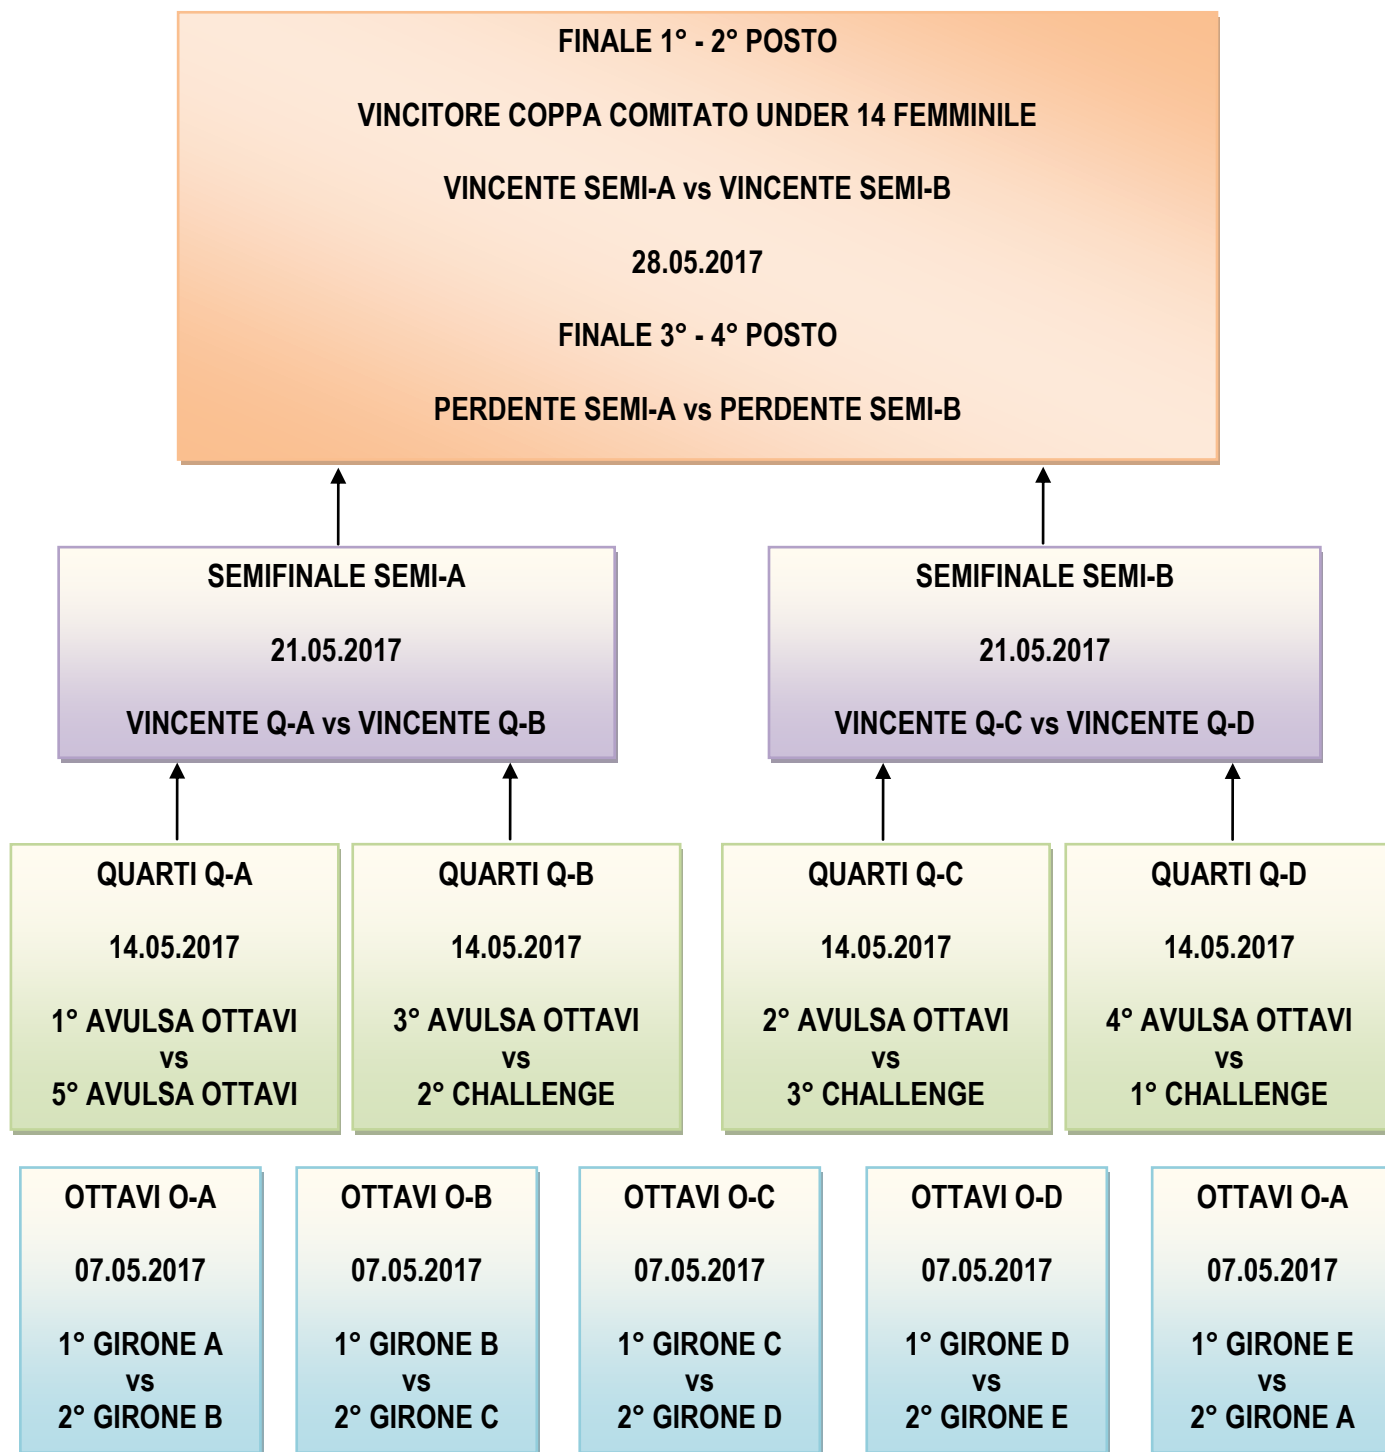 FINALE 1° - 2° POSTO
VINCITORE COPPA COMITATO UNDER 14 FEMMINILE
VINCENTE SEMI-A vs VINCENTE SEMI-B
28.05.2017
FINALE 3° - 4° POSTO
PERDENTE SEMI-A vs PERDENTE SEMI-B
SEMIFINALE SEMI-A
21.05.2017
VINCENTE Q-A vs VINCENTE Q-B
SEMIFINALE SEMI-B
21.05.2017
VINCENTE Q-C vs VINCENTE Q-D
QUARTI Q-A
14.05.2017
1° AVULSA OTTAVI
vs
5° AVULSA OTTAVI
QUARTI Q-B
14.05.2017
3° AVULSA OTTAVI
vs
2° CHALLENGE
QUARTI Q-C
14.05.2017
2° AVULSA OTTAVI
vs
3° CHALLENGE
QUARTI Q-D
14.05.2017
4° AVULSA OTTAVI
vs
1° CHALLENGE
OTTAVI O-A
07.05.2017
1° GIRONE A
vs
2° GIRONE B
OTTAVI O-B
07.05.2017
1° GIRONE B
vs
2° GIRONE C
OTTAVI O-C
07.05.2017
1° GIRONE C
vs
2° GIRONE D
OTTAVI O-D
07.05.2017
1° GIRONE D
vs
2° GIRONE E
OTTAVI O-A
07.05.2017
1° GIRONE E
vs
2° GIRONE A